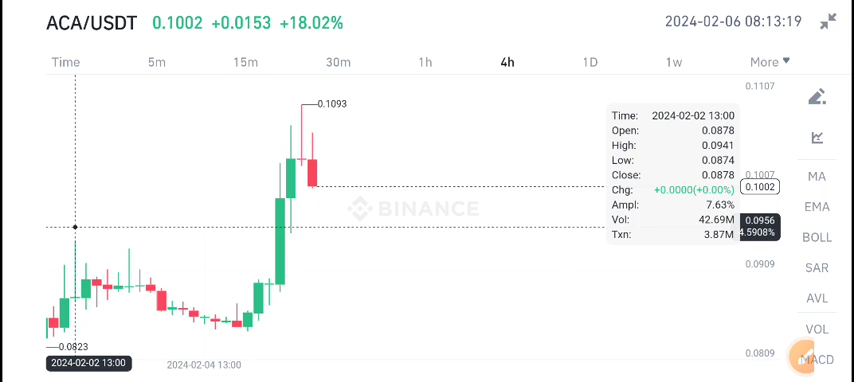 ACA/USDT 0.1002 +0.0153 +18.02% 2024-02-06 08:13:19
Time 5m 15m 30m 1h 4h 1D 1w More
0.1107
0.1093
Time: 2024-02-02 13:00
Open: 0.0878
High: 0.0941
Low: 0.0874
Close: 0.0878
Chg: +0.0000(+0.00%)
Ampl: 7.63%
Vol: 42.69M
Txn: 3.87M
0.1007
0.1002
0.0956
4.5908%
0.0909
0.0809
BINANCE
MA
EMA
BOLL
SAR
AVL
VOL
MACD
0.0823
2024-02-02 13:00
2024-02-04 13:00